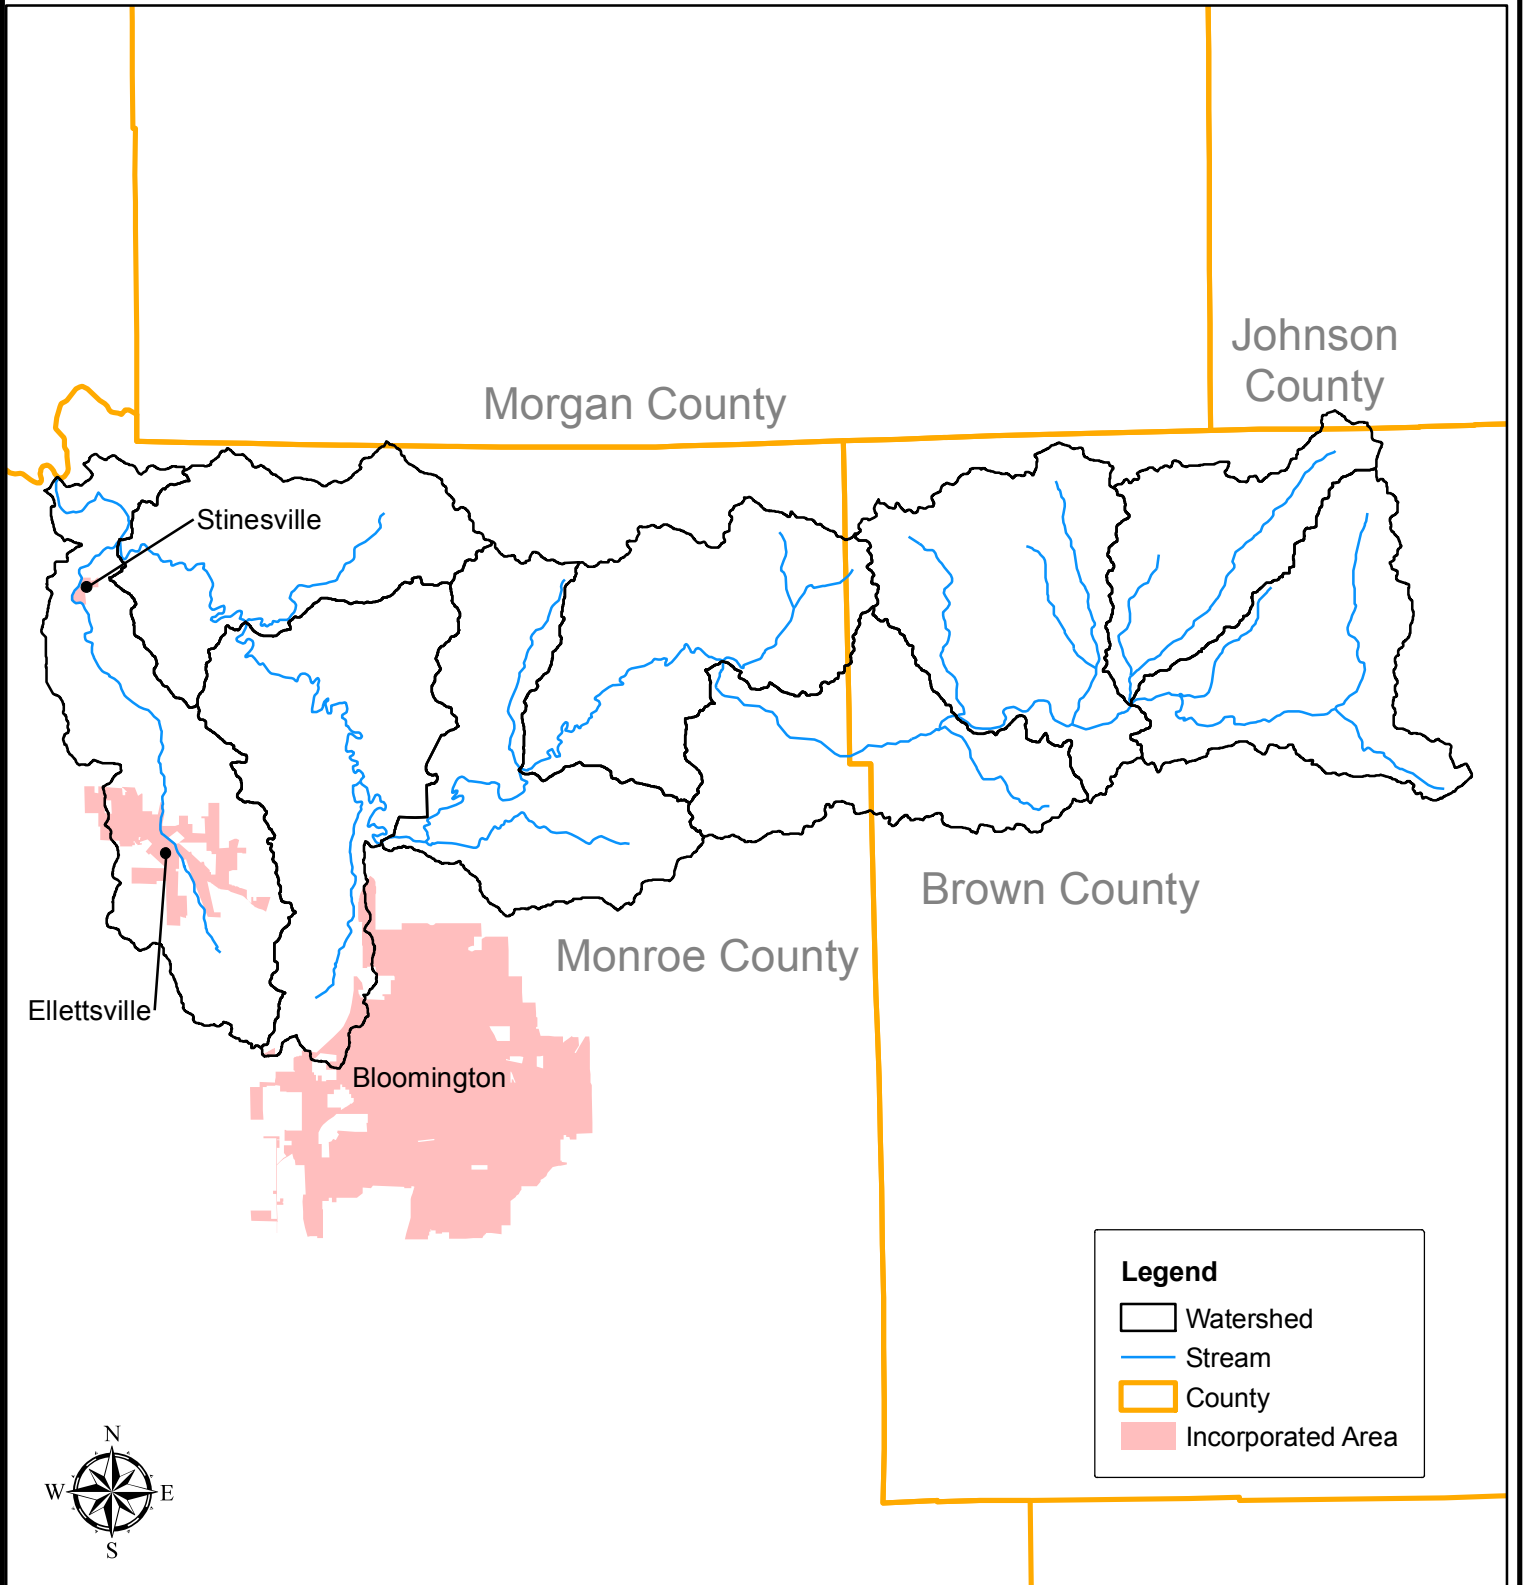 Johnson
County
Morgan County
Stinesville
Brown County
Monroe County
Ellettsville
Bloomington
Legend
Watershed
Stream
County
Incorporated Area
N
W
E
S